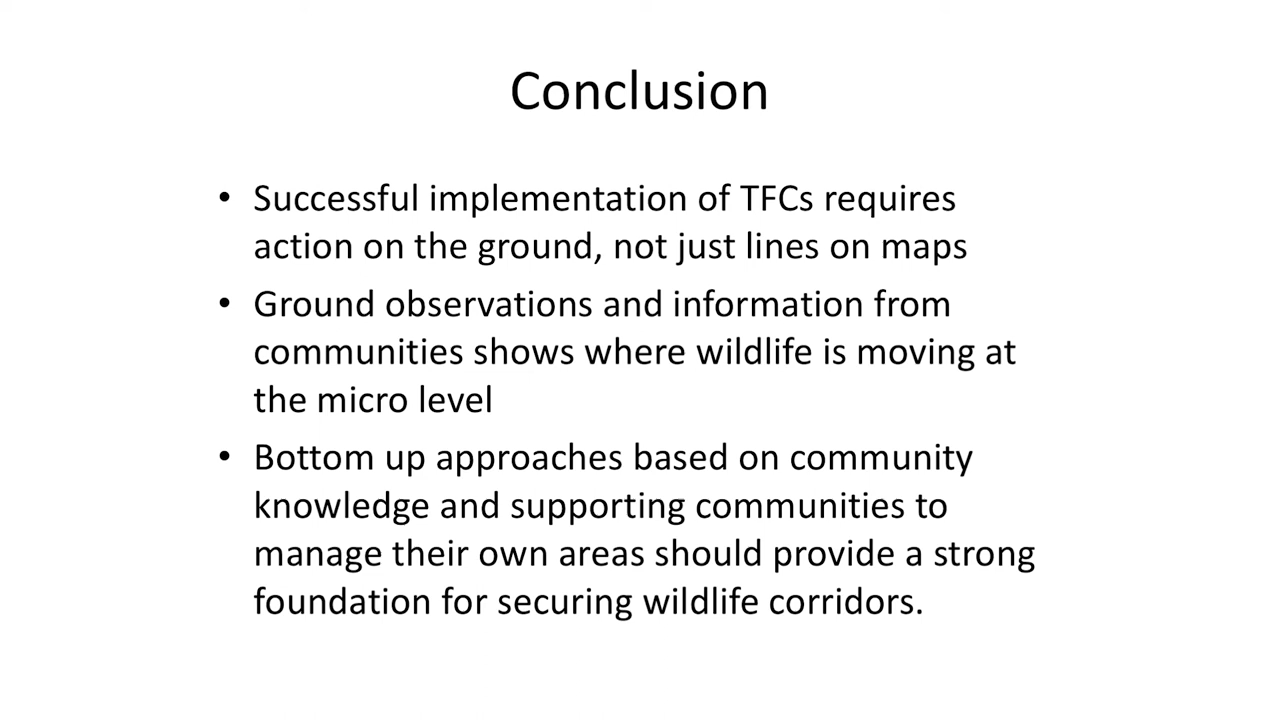 Conclusion
• Successful implementation of TFCs requires
action on the ground, not just lines on maps
• Ground observations and information from
communities shows where wildlife is moving at
the micro level
• Bottom up approaches based on community
knowledge and supporting communities to
manage their own areas should provide a strong
foundation for securing wildlife corridors.